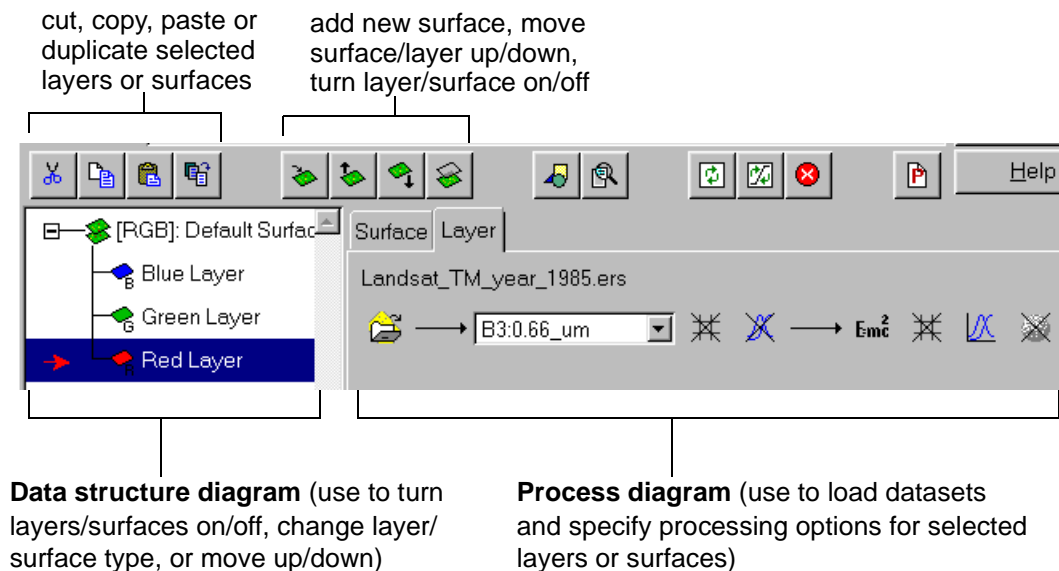 cut, copy, paste or
duplicate selected
layers or surfaces
add new surface, move
surface/layer up/down,
turn layer/surface on/off
Help
[RGB]: Default Surfac
Surface Layer
Blue Layer
B
Green Layer
G
Red Layer
R
Landsat_TM_year_1985.ers
B3:0.66_um
Emc2
P
Data structure diagram (use to turn
layers/surfaces on/off, change layer/
surface type, or move up/down)
Process diagram (use to load datasets
and specify processing options for selected
layers or surfaces)